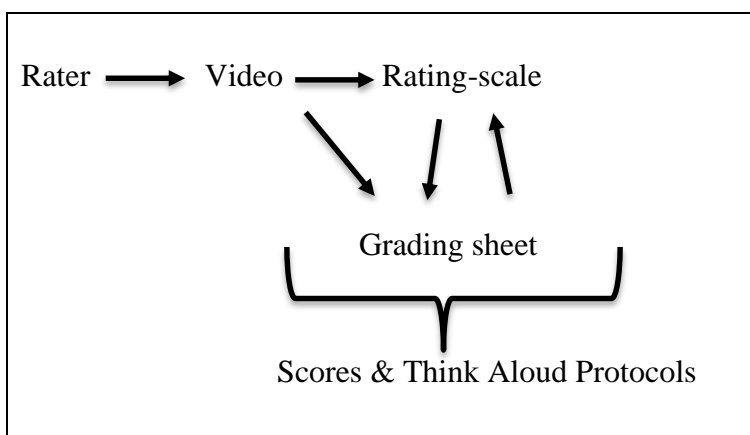 Rater Video Rating-scale
Grading sheet
Scores & Think Aloud Protocols